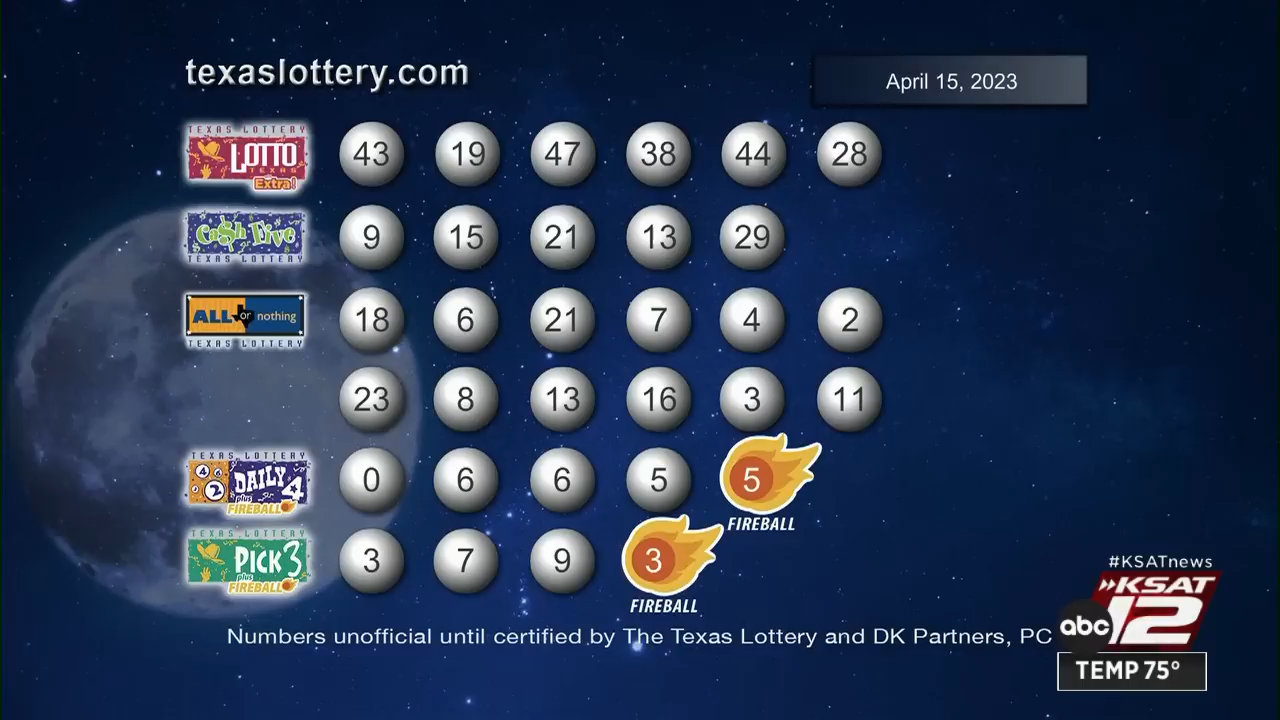 texaslottery.com
April 15, 2023
TEXAS LOTTERY
LOTTO
TEXAS
Extra!
43 19 47 38 44 28
Ca$h Five
TEXAS LOTTERY
9 15 21 13 29
ALL or nothing
TEXAS LOTTERY
18 6 21 7 4 2
23 8 13 16 3 11
TEXAS LOTTERY
4 6 2
DAILY 4
plus
FIREBALL
0 6 6 5 5
FIREBALL
TEXAS LOTTERY
PICK 3
plus
FIREBALL
3 7 9 3
FIREBALL
Numbers unofficial until certified by The Texas Lottery and DK Partners, PC
#KSATnews
KSAT
abc 12
TEMP 75°